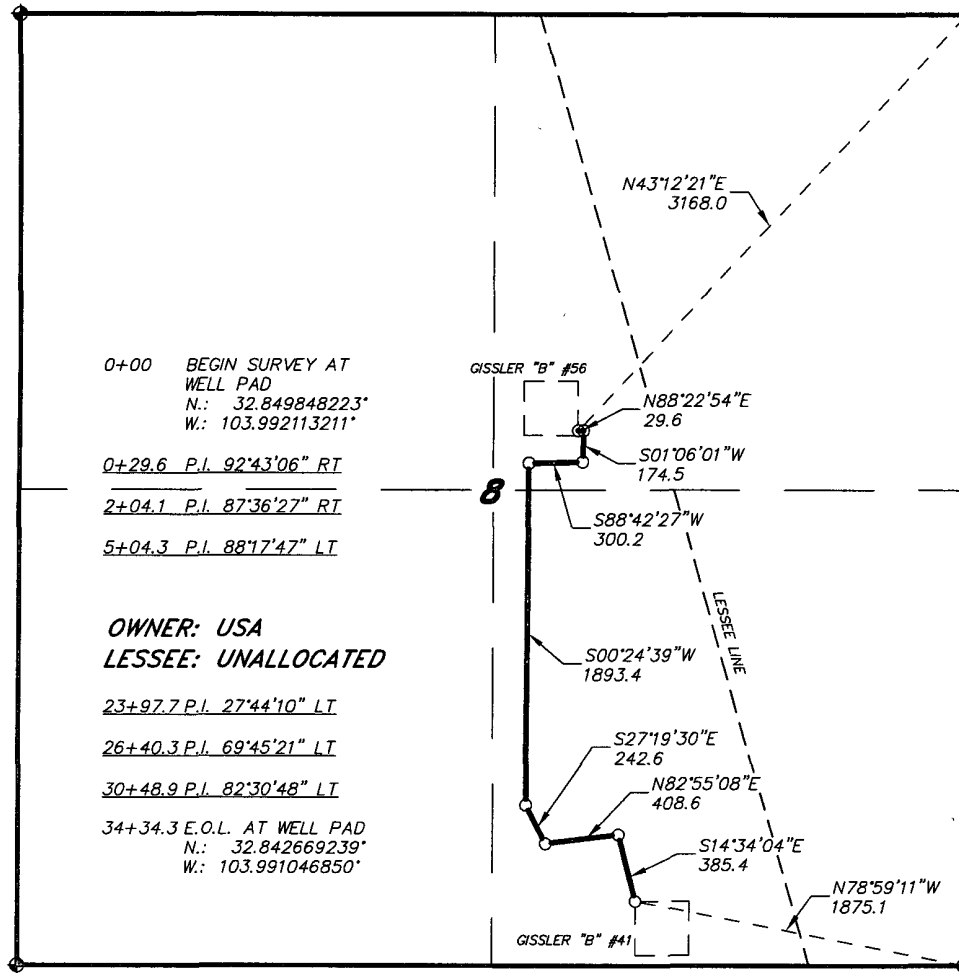 N43°12'21"E
3168.0
0+00 BEGIN SURVEY AT
WELL PAD
N.: 32.849848223°
W.: 103.992113211°
0+29.6 P.I. 92°43'06" RT
2+04.1 P.I. 87°36'27" RT
5+04.3 P.I. 88°17'47" LT
OWNER: USA
LESSEE: UNALLOCATED
23+97.7 P.I. 27°44'10" LT
26+40.3 P.I. 69°45'21" LT
30+48.9 P.I. 82°30'48" LT
34+34.3 E.O.L. AT WELL PAD
N.: 32.842669239°
W.: 103.991046850°
GISSLER "B" #56
N88°22'54"E
29.6
S01°06'01"W
174.5
8
S88°42'27"W
300.2
LESSEE LINE
S00°24'39"W
1893.4
S27°19'30"E
242.6
N82°55'08"E
408.6
S14°34'04"E
385.4
N78°59'11"W
1875.1
GISSLER "B" #41